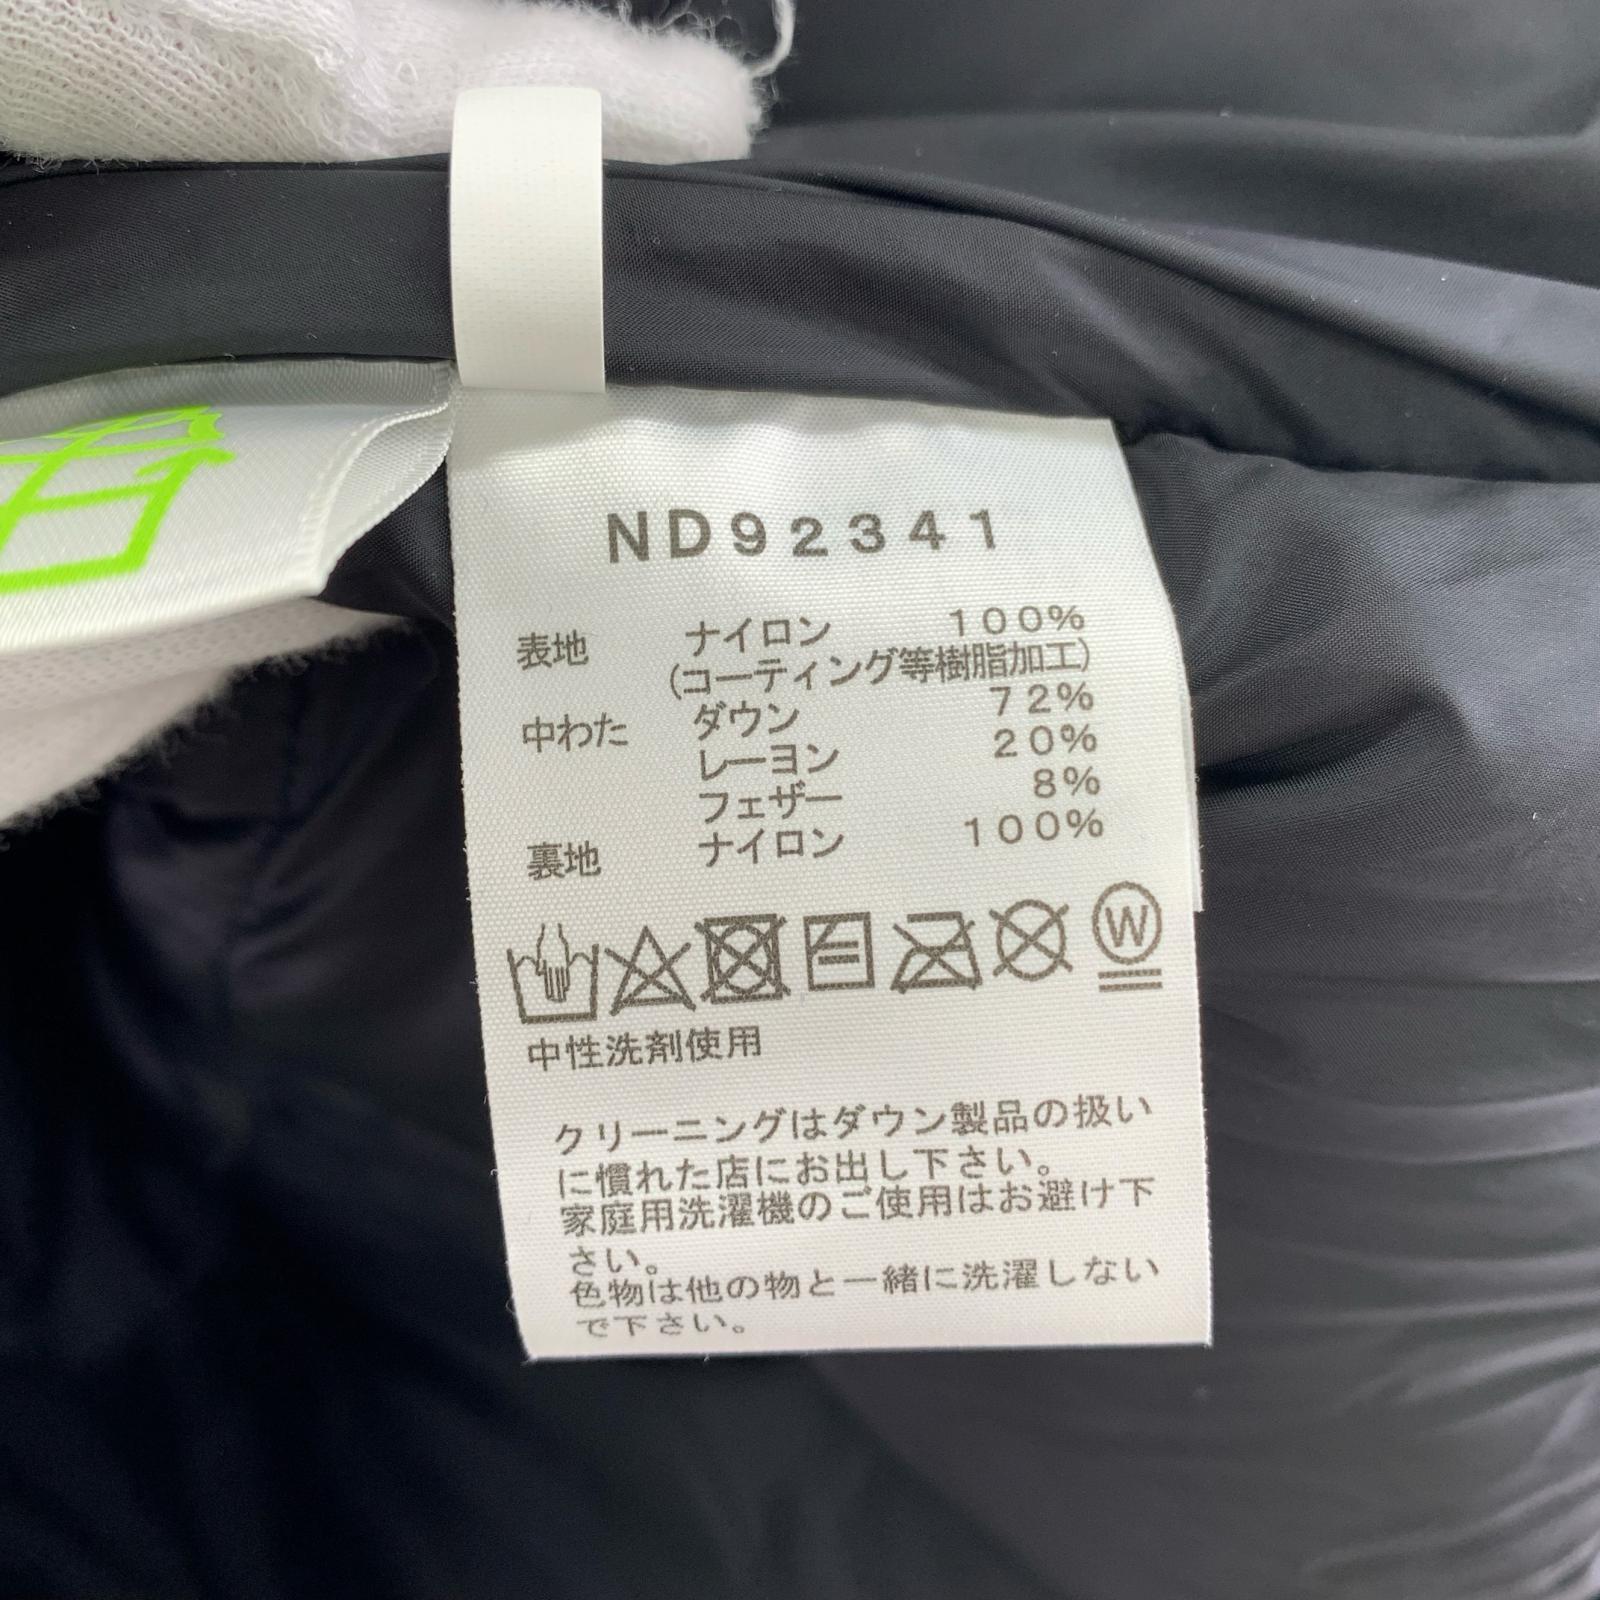 ND92341
表地 ナイロン 100%
(コーティング等樹脂加工)
中わた ダウン 72%
レーヨン 20%
フェザー 8%
裏地 ナイロン 100%
W
中性洗剤使用
クリーニングはダウン製品の扱い
に慣れた店にお出し下さい。
家庭用洗濯機のご使用はお避け下
さい。
色物は他の物と一緒に洗濯しない
で下さい。